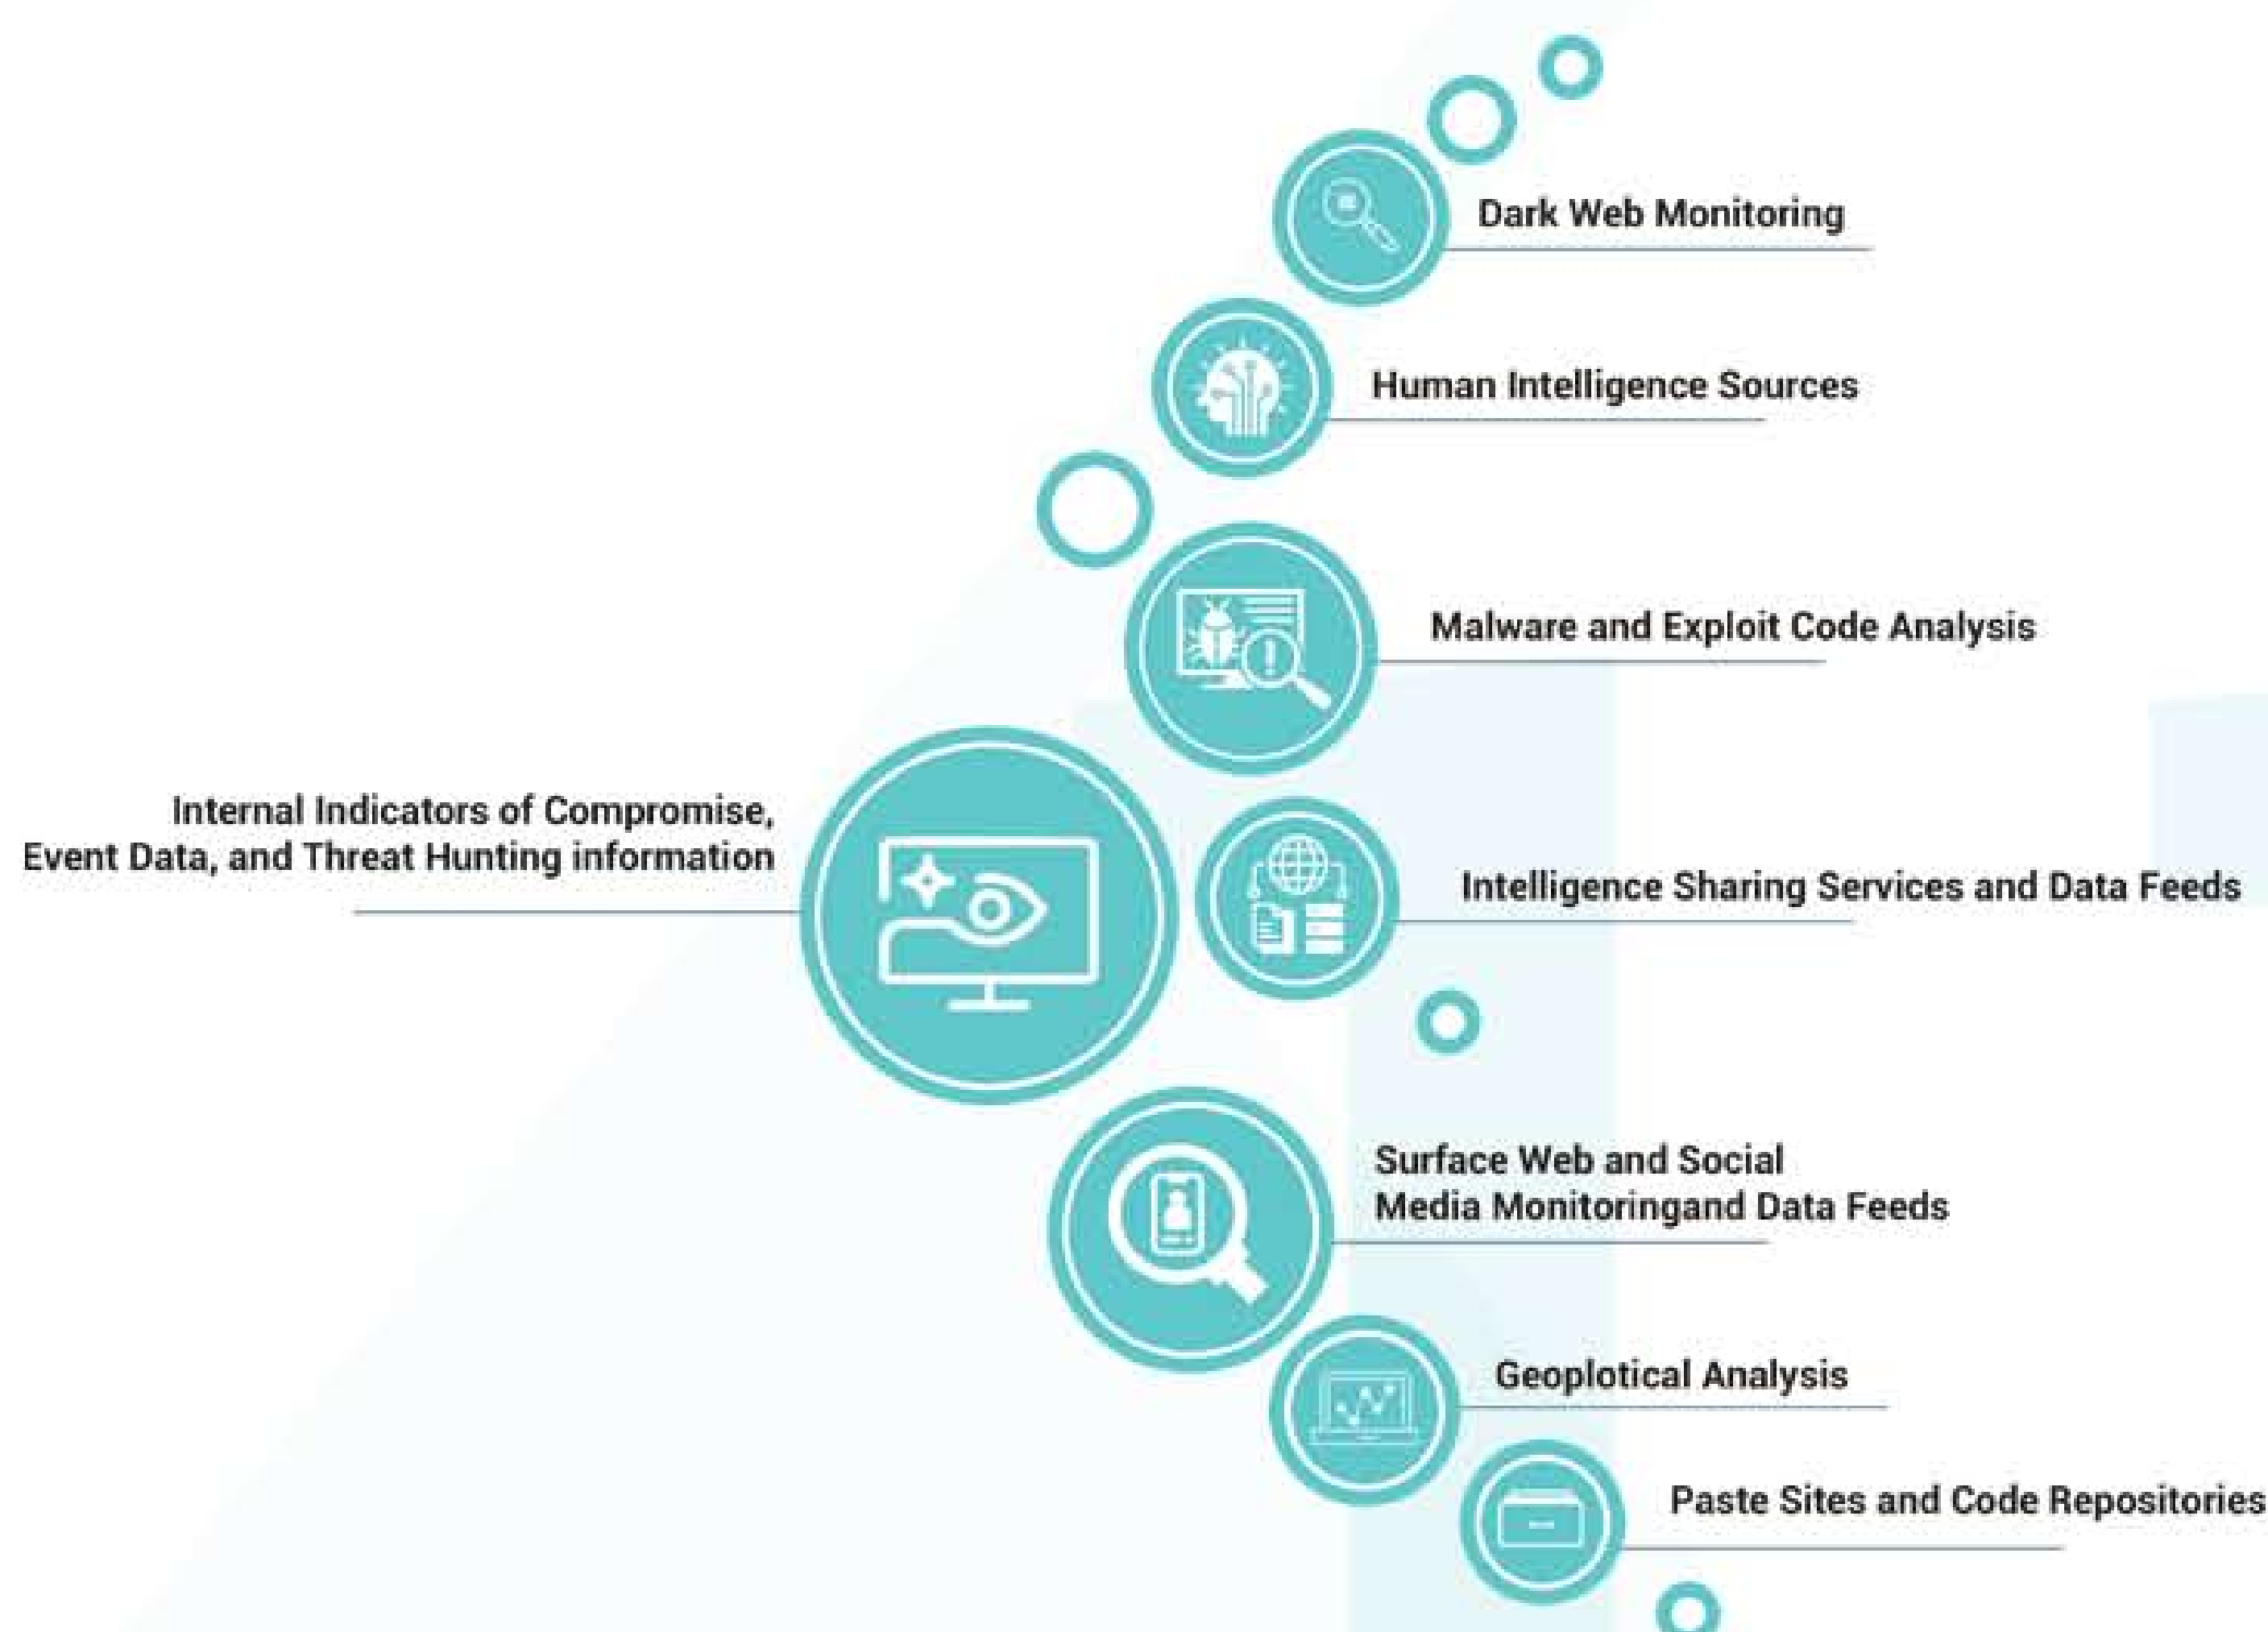 Dark Web Monitoring
Human Intelligence Sources
Malware and Exploit Code Analysis
Internal Indicators of Compromise,
Event Data, and Threat Hunting information
Intelligence Sharing Services and Data Feeds
Surface Web and Social
Media Monitoringand Data Feeds
Geoplotical Analysis
Paste Sites and Code Repositories